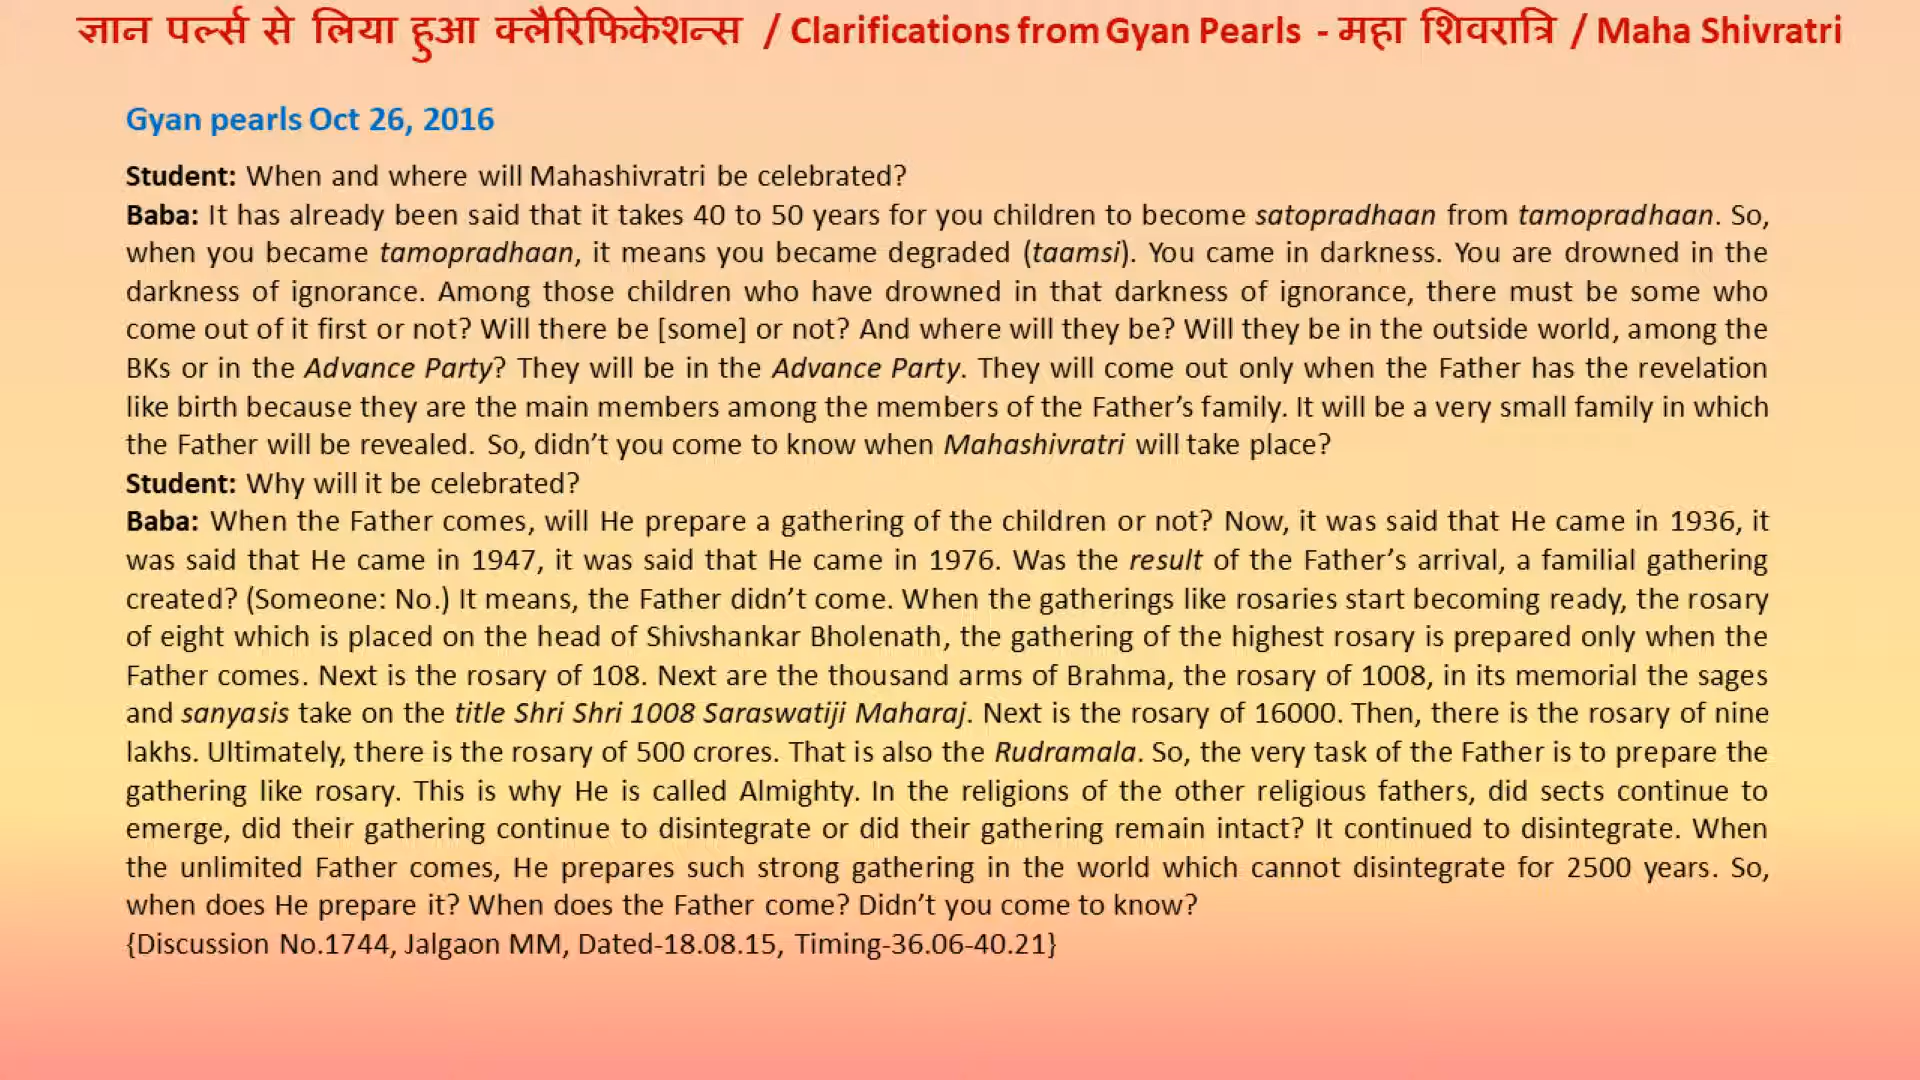 ज्ञान पर्ल्स से लिया हुआ क्लैरिफिकेशन्स / Clarifications from Gyan Pearls - महा शिवरात्रि / Maha Shivratri
Gyan pearls Oct 26, 2016
Student: When and where will Mahashivratri be celebrated?
Baba: It has already been said that it takes 40 to 50 years for you children to become satopradhaan from tamopradhaan. So,
when you became tamopradhaan, it means you became degraded (taamsi). You came in darkness. You are drowned in the
darkness of ignorance. Among those children who have drowned in that darkness of ignorance, there must be some who
come out of it first or not? Will there be [some] or not? And where will they be? Will they be in the outside world, among the
BKs or in the Advance Party? They will be in the Advance Party. They will come out only when the Father has the revelation
like birth because they are the main members among the members of the Father's family. It will be a very small family in which
the Father will be revealed. So, didn't you come to know when Mahashivratri will take place?
Student: Why will it be celebrated?
Baba: When the Father comes, will He prepare a gathering of the children or not? Now, it was said that He came in 1936, it
was said that He came in 1947, it was said that He came in 1976. Was the result of the Father's arrival, a familial gathering
created? (Someone: No.) It means, the Father didn't come. When the gatherings like rosaries start becoming ready, the rosary
of eight which is placed on the head of Shivshankar Bholenath, the gathering of the highest rosary is prepared only when the
Father comes. Next is the rosary of 108. Next are the thousand arms of Brahma, the rosary of 1008, in its memorial the sages
and sanyasis take on the title Shri Shri 1008 Saraswatiji Maharaj. Next is the rosary of 16000. Then, there is the rosary of nine
lakhs. Ultimately, there is the rosary of 500 crores. That is also the Rudramala. So, the very task of the Father is to prepare the
gathering like rosary. This is why He is called Almighty. In the religions of the other religious fathers, did sects continue to
emerge, did their gathering continue to disintegrate or did their gathering remain intact? It continued to disintegrate. When
the unlimited Father comes, He prepares such strong gathering in the world which cannot disintegrate for 2500 years. So,
when does He prepare it? When does the Father come? Didn't you come to know?
{Discussion No.1744, Jalgaon MM, Dated-18.08.15, Timing-36.06-40.21}